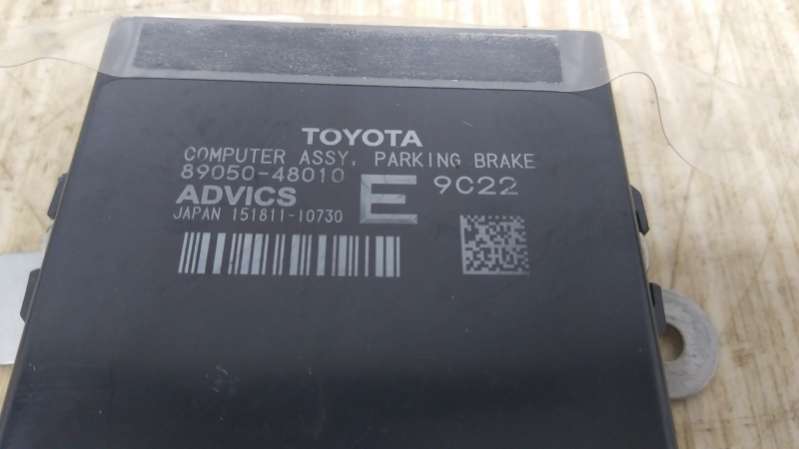 TOYOTA
COMPUTER ASSY, PARKING BRAKE
89050-48010
E 9C22
ADVICS
JAPAN 151811-10730